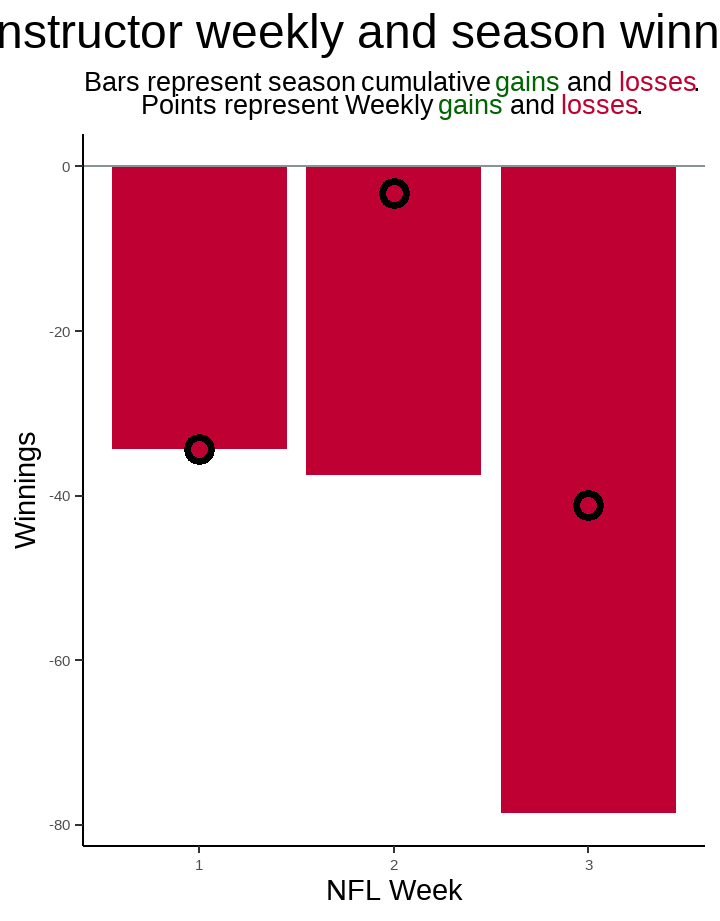 nstructor weekly and season winn
Bars represent season cumulative gains and losses.
Points represent Weekly gains and losses.
0
-20
-40
-60
-80
Winnings
1 2 3
NFL Week